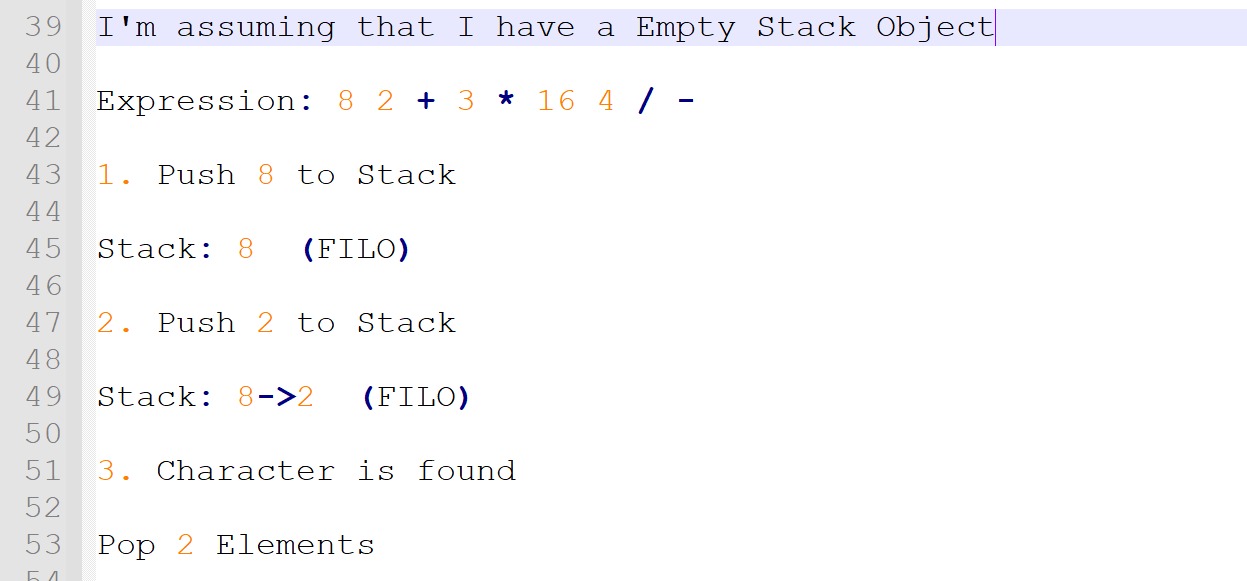 39 I'm assuming that I have a Empty Stack Object
40
41 Expression: 8 2 + 3 * 16 4 / -
42
43 1. Push 8 to Stack
44
45 Stack: 8  (FILO)
46
47 2. Push 2 to Stack
48
49 Stack: 8->2  (FILO)
50
51 3. Character is found
52
53 Pop 2 Elements
54